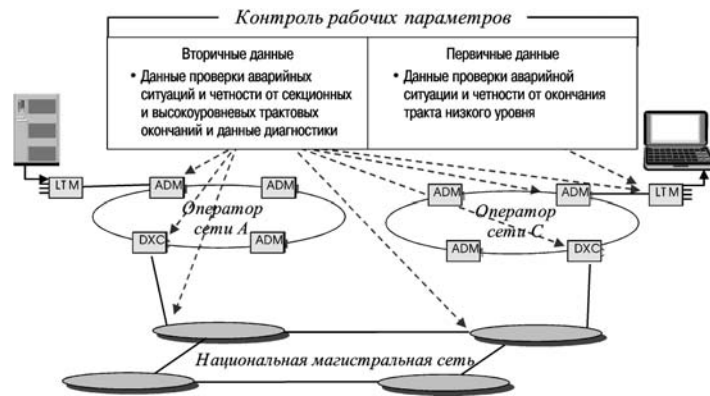 Контроль рабочих параметров
Вторичные данные
• Данные проверки аварийных
ситуаций и четности от секционных
и высокоуровневых трактовых
окончаний и данные диагностики
Первичные данные
• Данные проверки аварийной
ситуации и четности от окончания
тракта низкого уровня
LTM
ADM
ADM
Оператор
сети А
DXC
ADM
ADM
ADM
LTM
Оператор
сети С
ADM
DXC
Национальная магистральная сеть